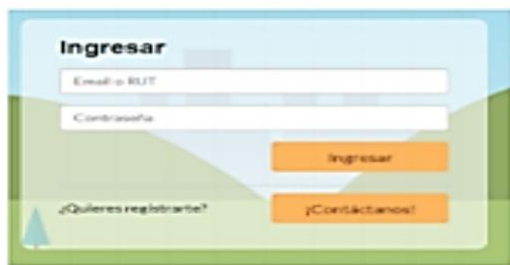 Ingresar
Email o RUT
Contraseña
Ingresar
¿Quieres registrarte?
¡Contáctanos!